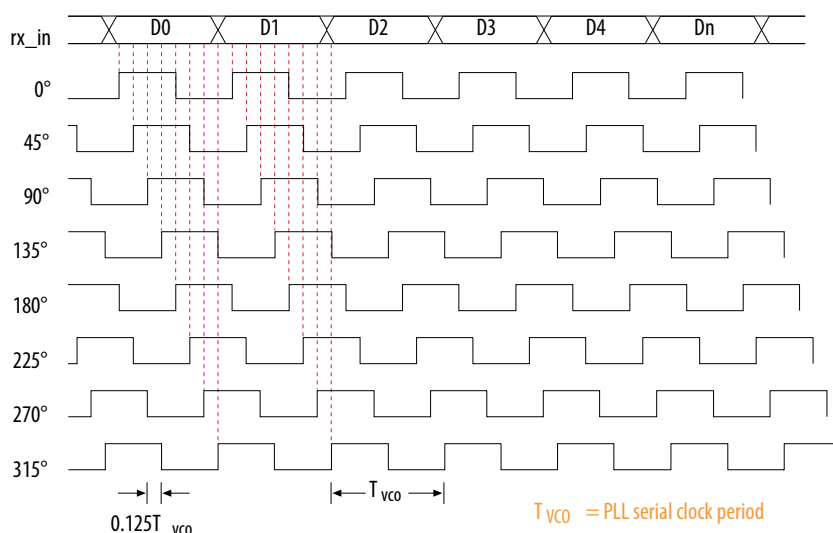 rx_in D0 D1 D2 D3 D4 Dn
0°
45°
90°
135°
180°
225°
270°
315°
T VCO
0.125T VCO
T VCO = PLL serial clock period